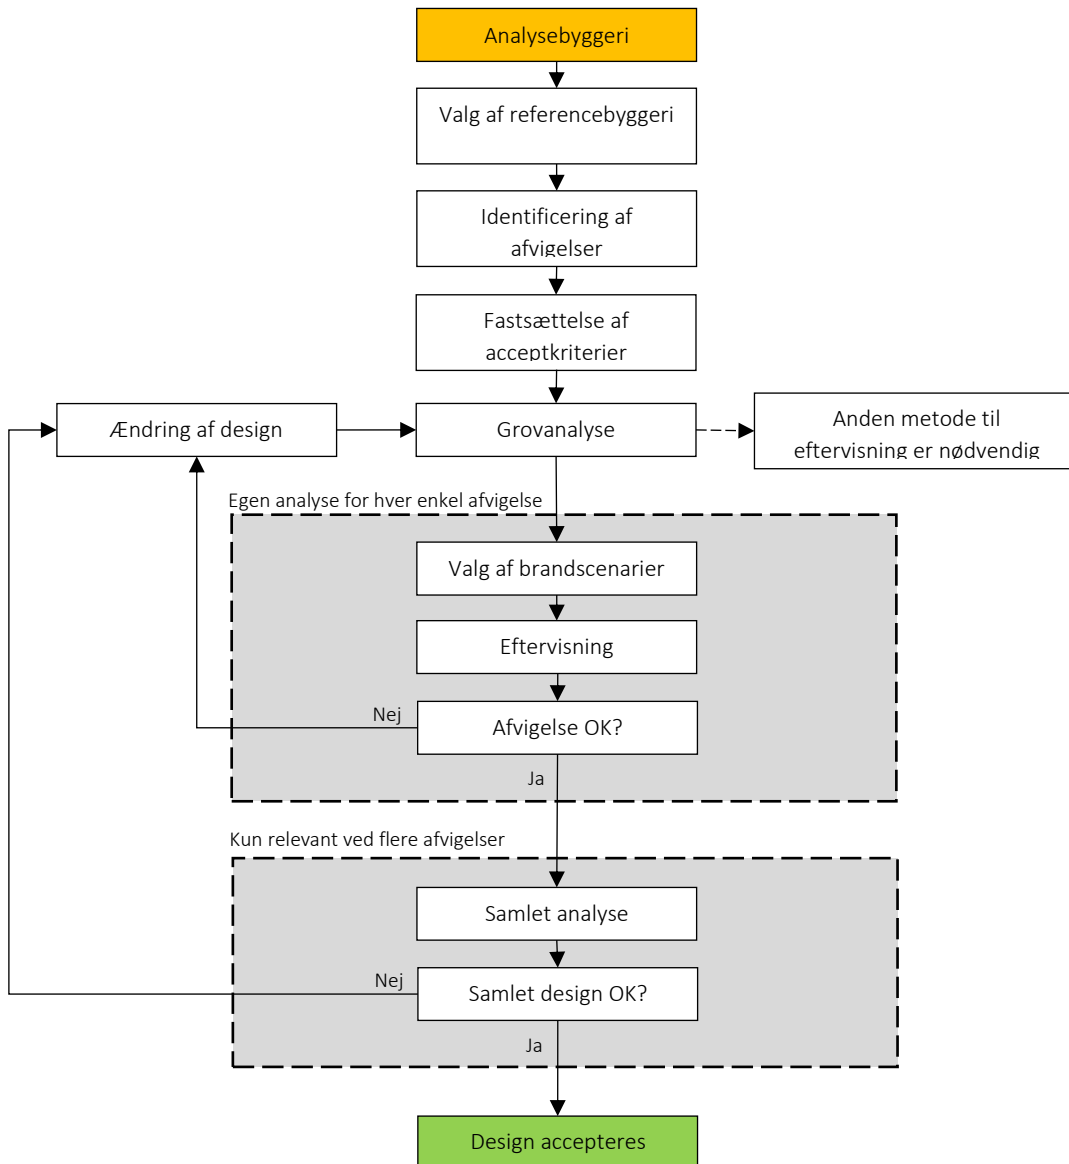 Analysebyggeri
Valg af referencebyggeri
Identificering af
afvigelser
Fastsættelse af
acceptkriterier
Ændring af design
Grovanalyse
Anden metode til
eftervisning er nødvendig
Egen analyse for hver enkel afvigelse
Valg af brandscenarier
Eftervisning
Nej
Afvigelse OK?
Ja
Kun relevant ved flere afvigelser
Samlet analyse
Nej
Samlet design OK?
Ja
Design accepteres